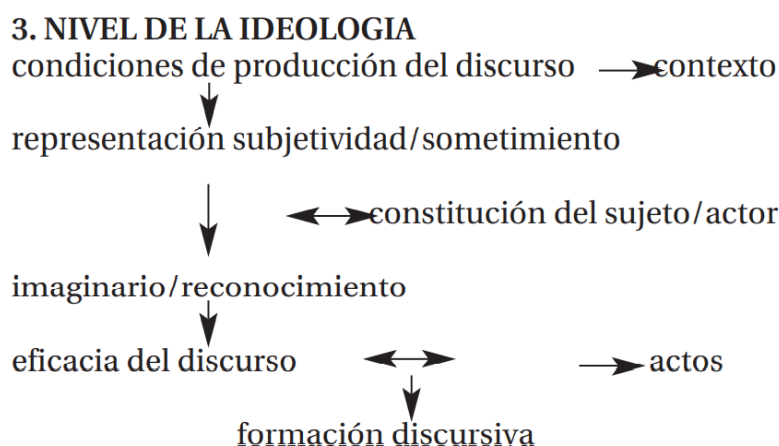 3. NIVEL DE LA IDEOLOGIA
condiciones de producción del discurso contexto
representación subjetividad/sometimiento
constitución del sujeto/actor
imaginario/reconocimiento
eficacia del discurso actos
formación discursiva